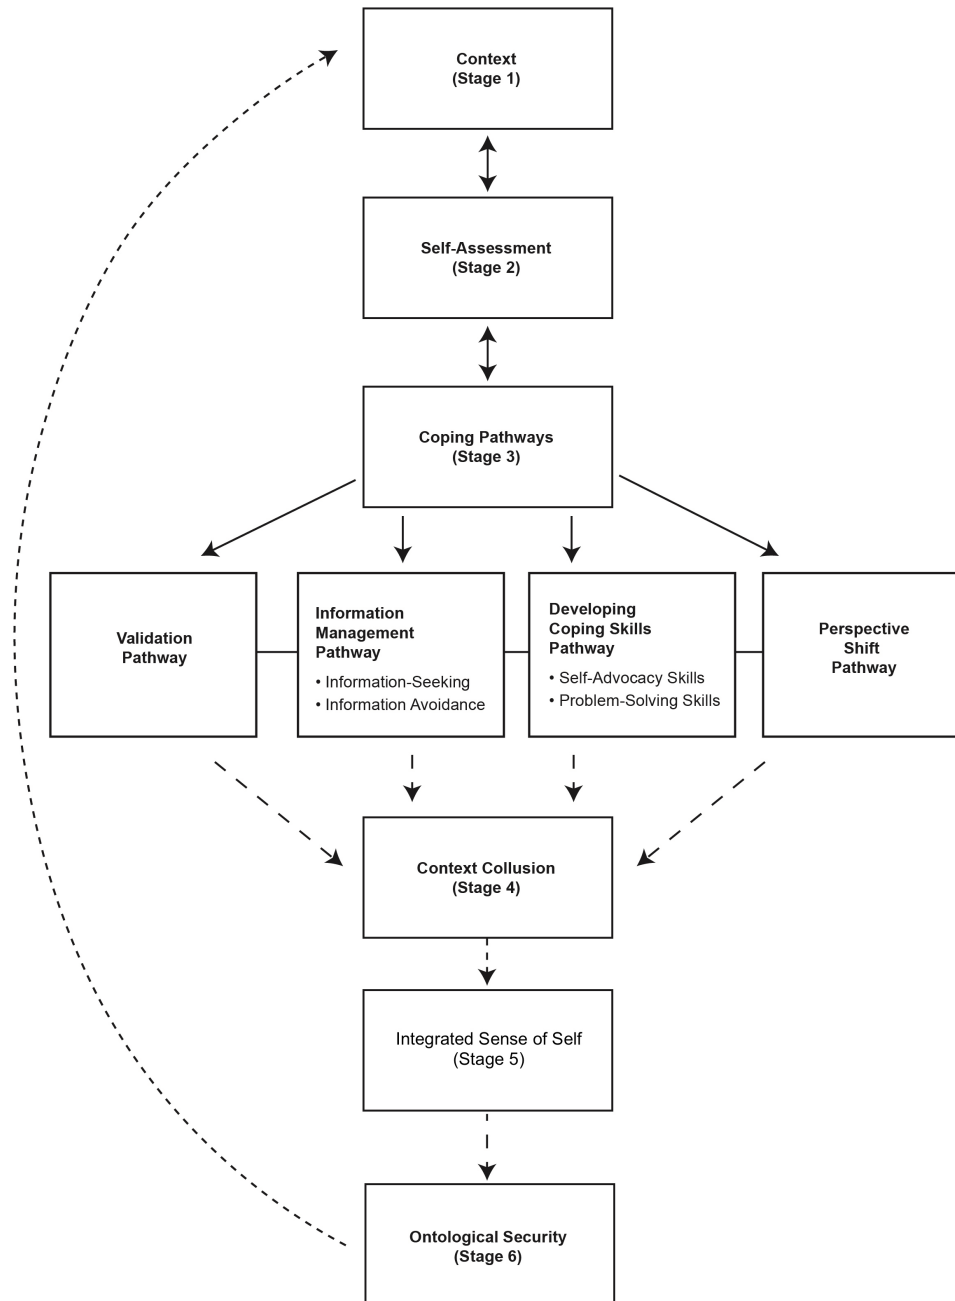 Context
(Stage 1)
Self-Assessment
(Stage 2)
Coping Pathways
(Stage 3)
Validation
Pathway
Information
Management
Pathway
• Information-Seeking
• Information Avoidance
Developing
Coping Skills
Pathway
• Self-Advocacy Skills
• Problem-Solving Skills
Perspective
Shift
Pathway
Context Collusion
(Stage 4)
Integrated Sense of Self
(Stage 5)
Ontological Security
(Stage 6)